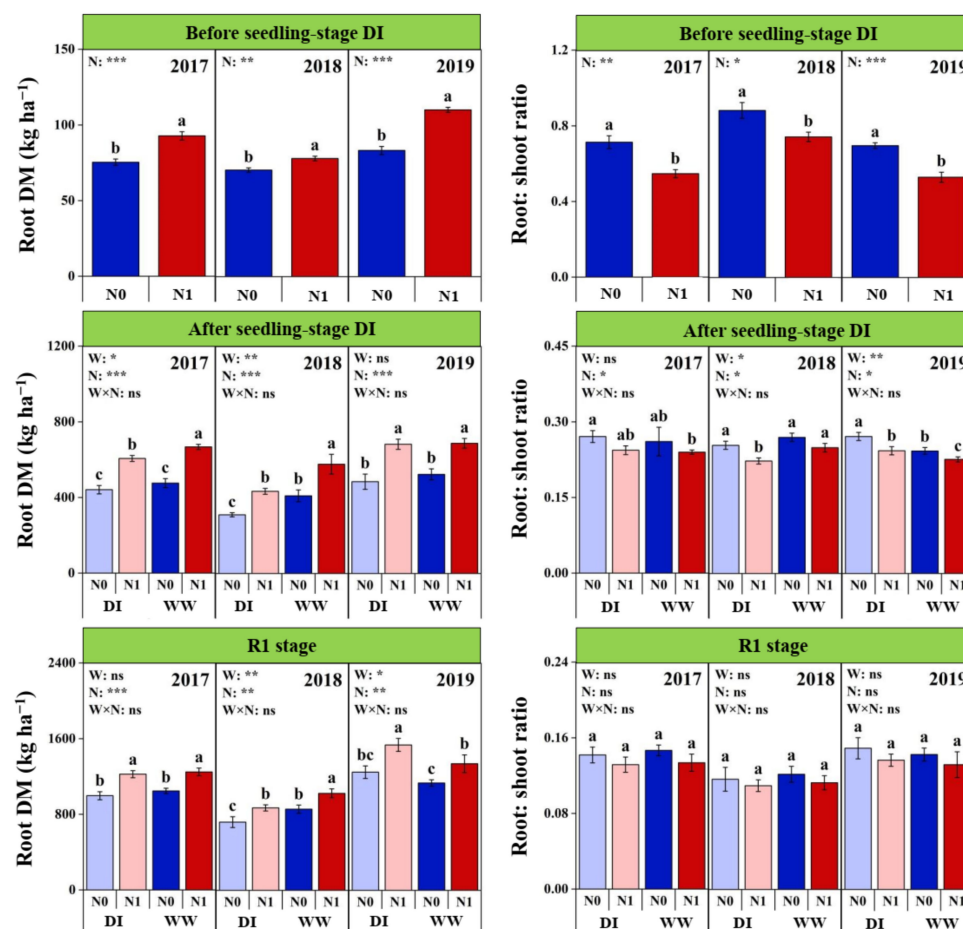 Before seedling-stage DI
Root DM (kg ha⁻¹)
150
100
50
0
N: ***
2017
b
a
N: **
2018
b
a
N: ***
2019
b
a
N0 N1 N0 N1 N0 N1
After seedling-stage DI
Root DM (kg ha⁻¹)
1200
800
400
0
W: *
N: ***
W×N: ns
2017
c b c a
W: **
N: ***
W×N: ns
2018
c b b a
W: ns
N: ***
W×N: ns
2019
b a b a
N0 N1 N0 N1 N0 N1 N0 N1 N0 N1 N0 N1
DI WW DI WW DI WW
R1 stage
Root DM (kg ha⁻¹)
2400
1600
800
0
W: ns
N: ***
W×N: ns
2017
b a b a
W: **
N: **
W×N: ns
2018
c b b a
W: *
N: **
W×N: ns
2019
bc a c b
N0 N1 N0 N1 N0 N1 N0 N1 N0 N1 N0 N1
DI WW DI WW DI WW
Before seedling-stage DI
Root: shoot ratio
1.2
0.8
0.4
0.0
N: **
2017
a
b
N: *
2018
a
b
N: ***
2019
a
b
N0 N1 N0 N1 N0 N1
After seedling-stage DI
Root: shoot ratio
0.45
0.30
0.15
0.00
W: ns
N: *
W×N: ns
2017
a ab ab b
W: *
N: *
W×N: ns
2018
a b a a
W: **
N: *
W×N: ns
2019
a b b c
N0 N1 N0 N1 N0 N1 N0 N1 N0 N1 N0 N1
DI WW DI WW DI WW
R1 stage
Root: shoot ratio
0.24
0.16
0.08
0.00
W: ns
N: ns
W×N: ns
2017
a a a a
W: ns
N: ns
W×N: ns
2018
a a a a
W: ns
N: ns
W×N: ns
2019
a a a a
N0 N1 N0 N1 N0 N1 N0 N1 N0 N1 N0 N1
DI WW DI WW DI WW